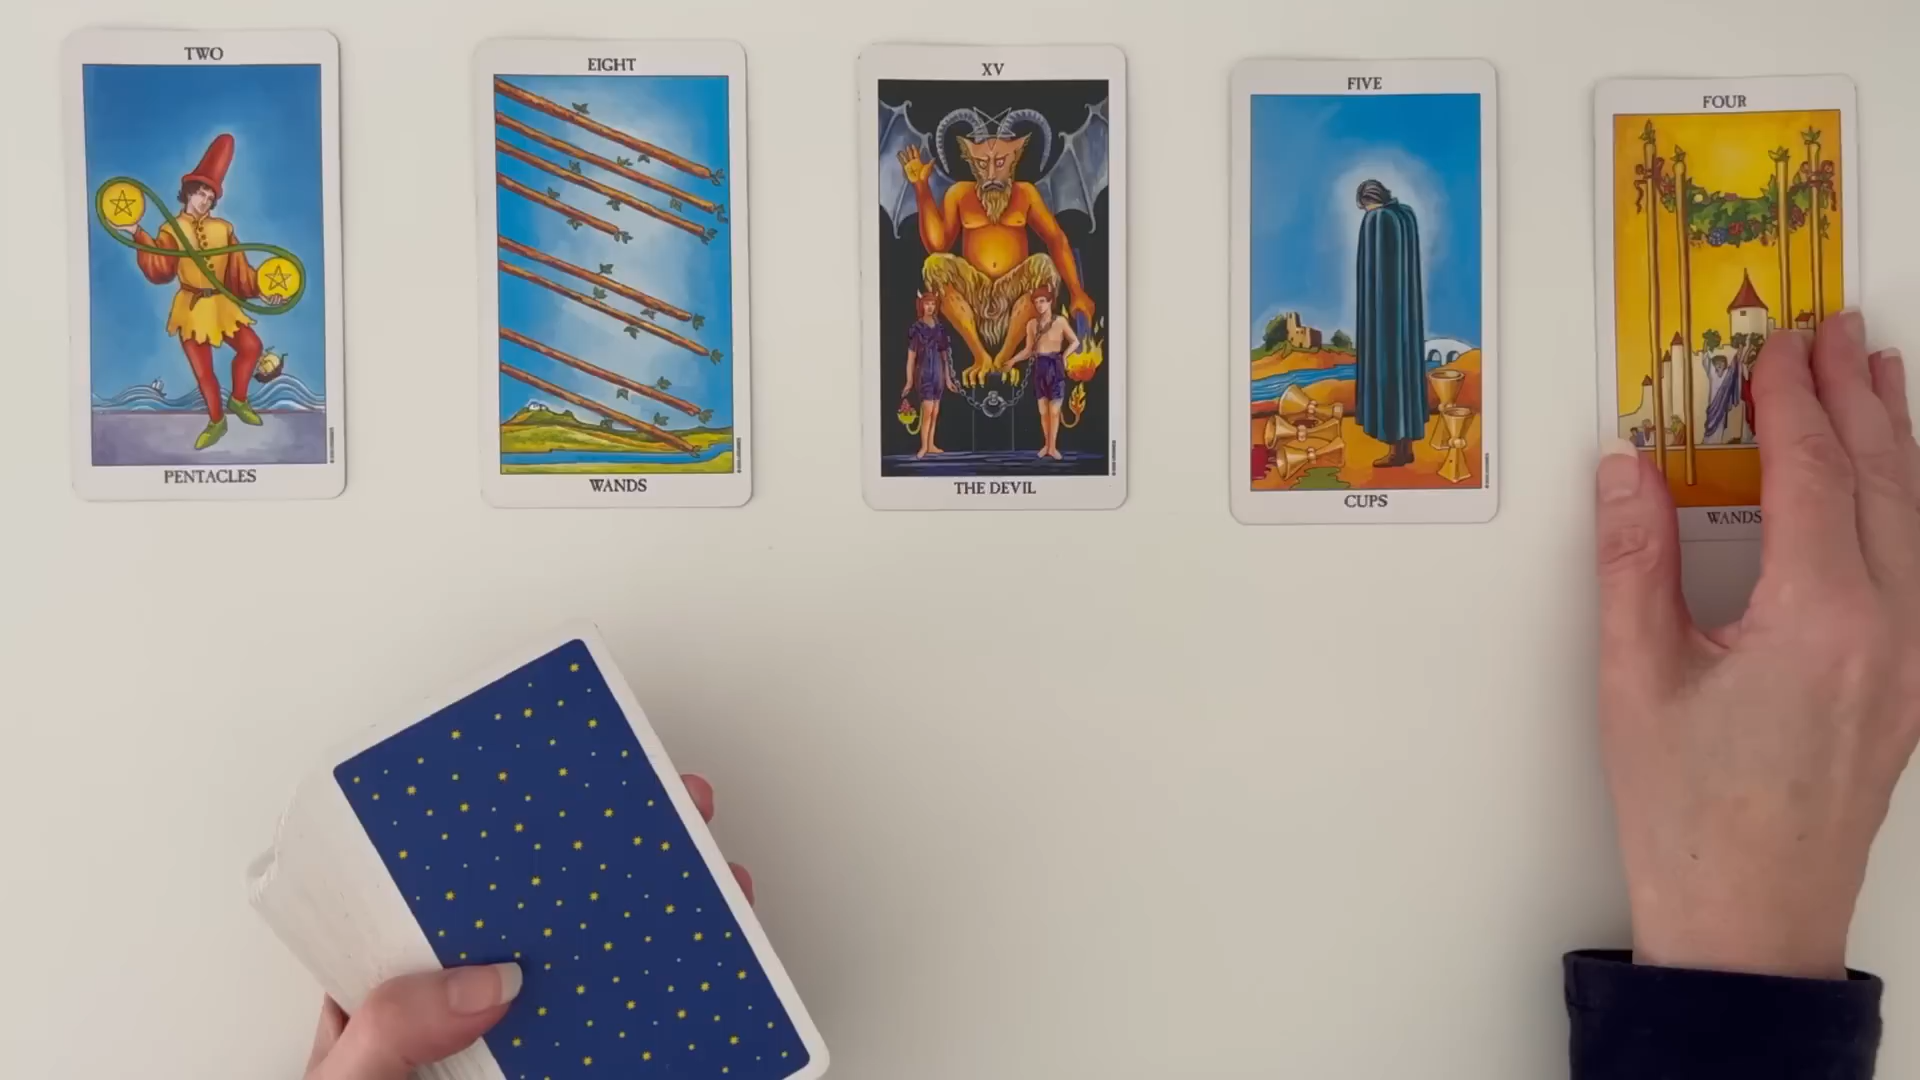 TWO
PENTACLES
EIGHT
WANDS
XV
THE DEVIL
FIVE
CUPS
FOUR
WANDS